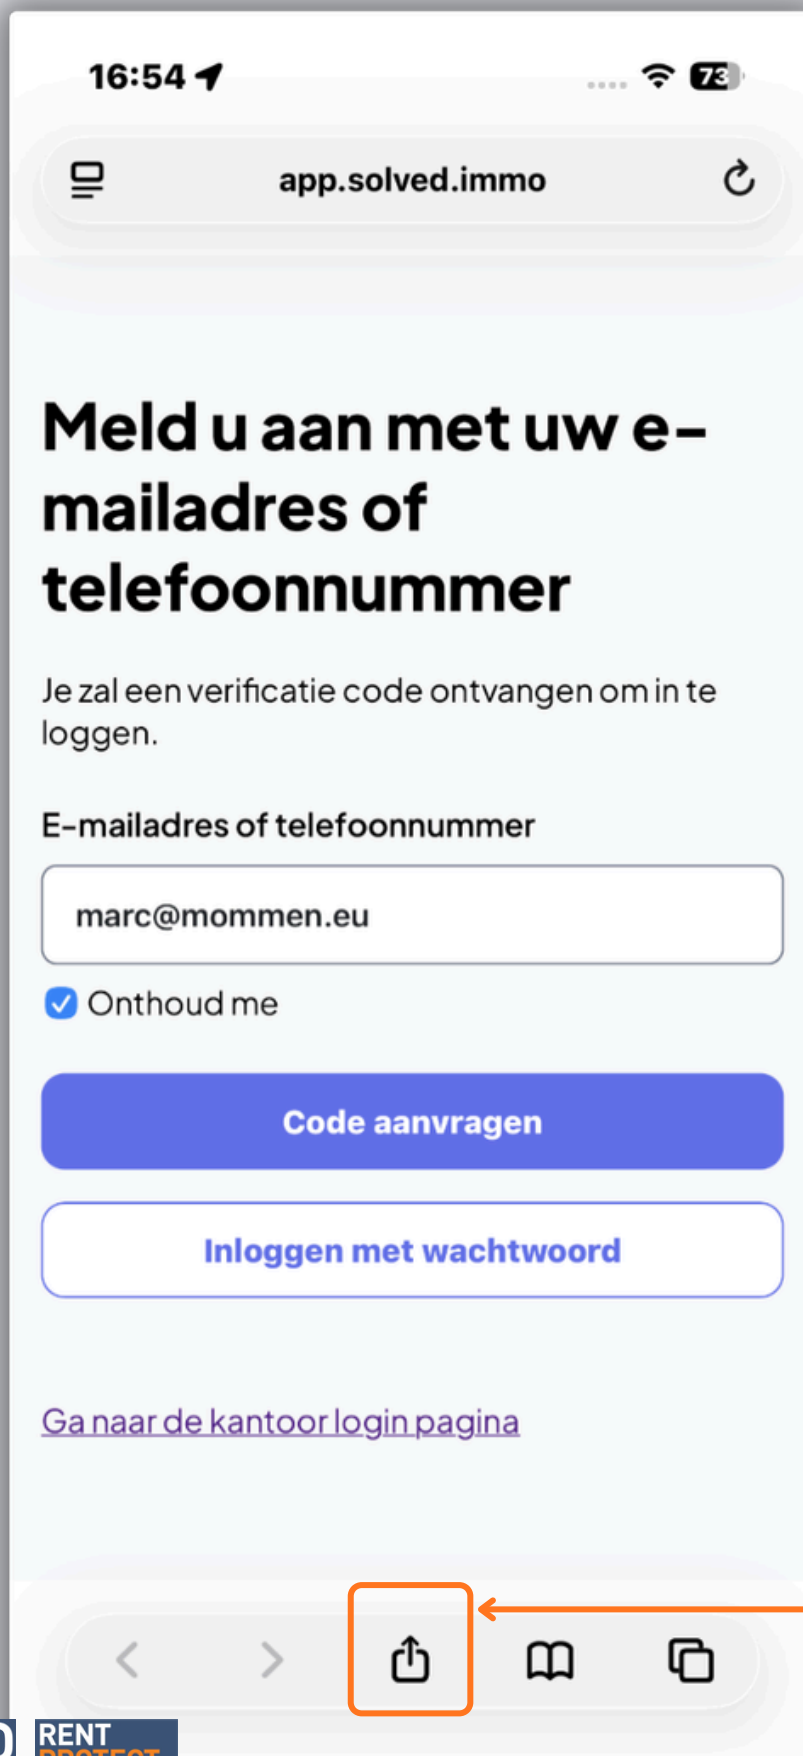 16:54
73
app.solved.immo
Meld u aan met uw e-
mailadres of
telefoonnummer
Je zal een verificatie code ontvangen om in te
loggen.
E-mailadres of telefoonnummer
marc@mommen.eu
Onthoud me
Code aanvragen
Inloggen met wachtwoord
Ga naar de kantoor login pagina
RENT
PROTECT